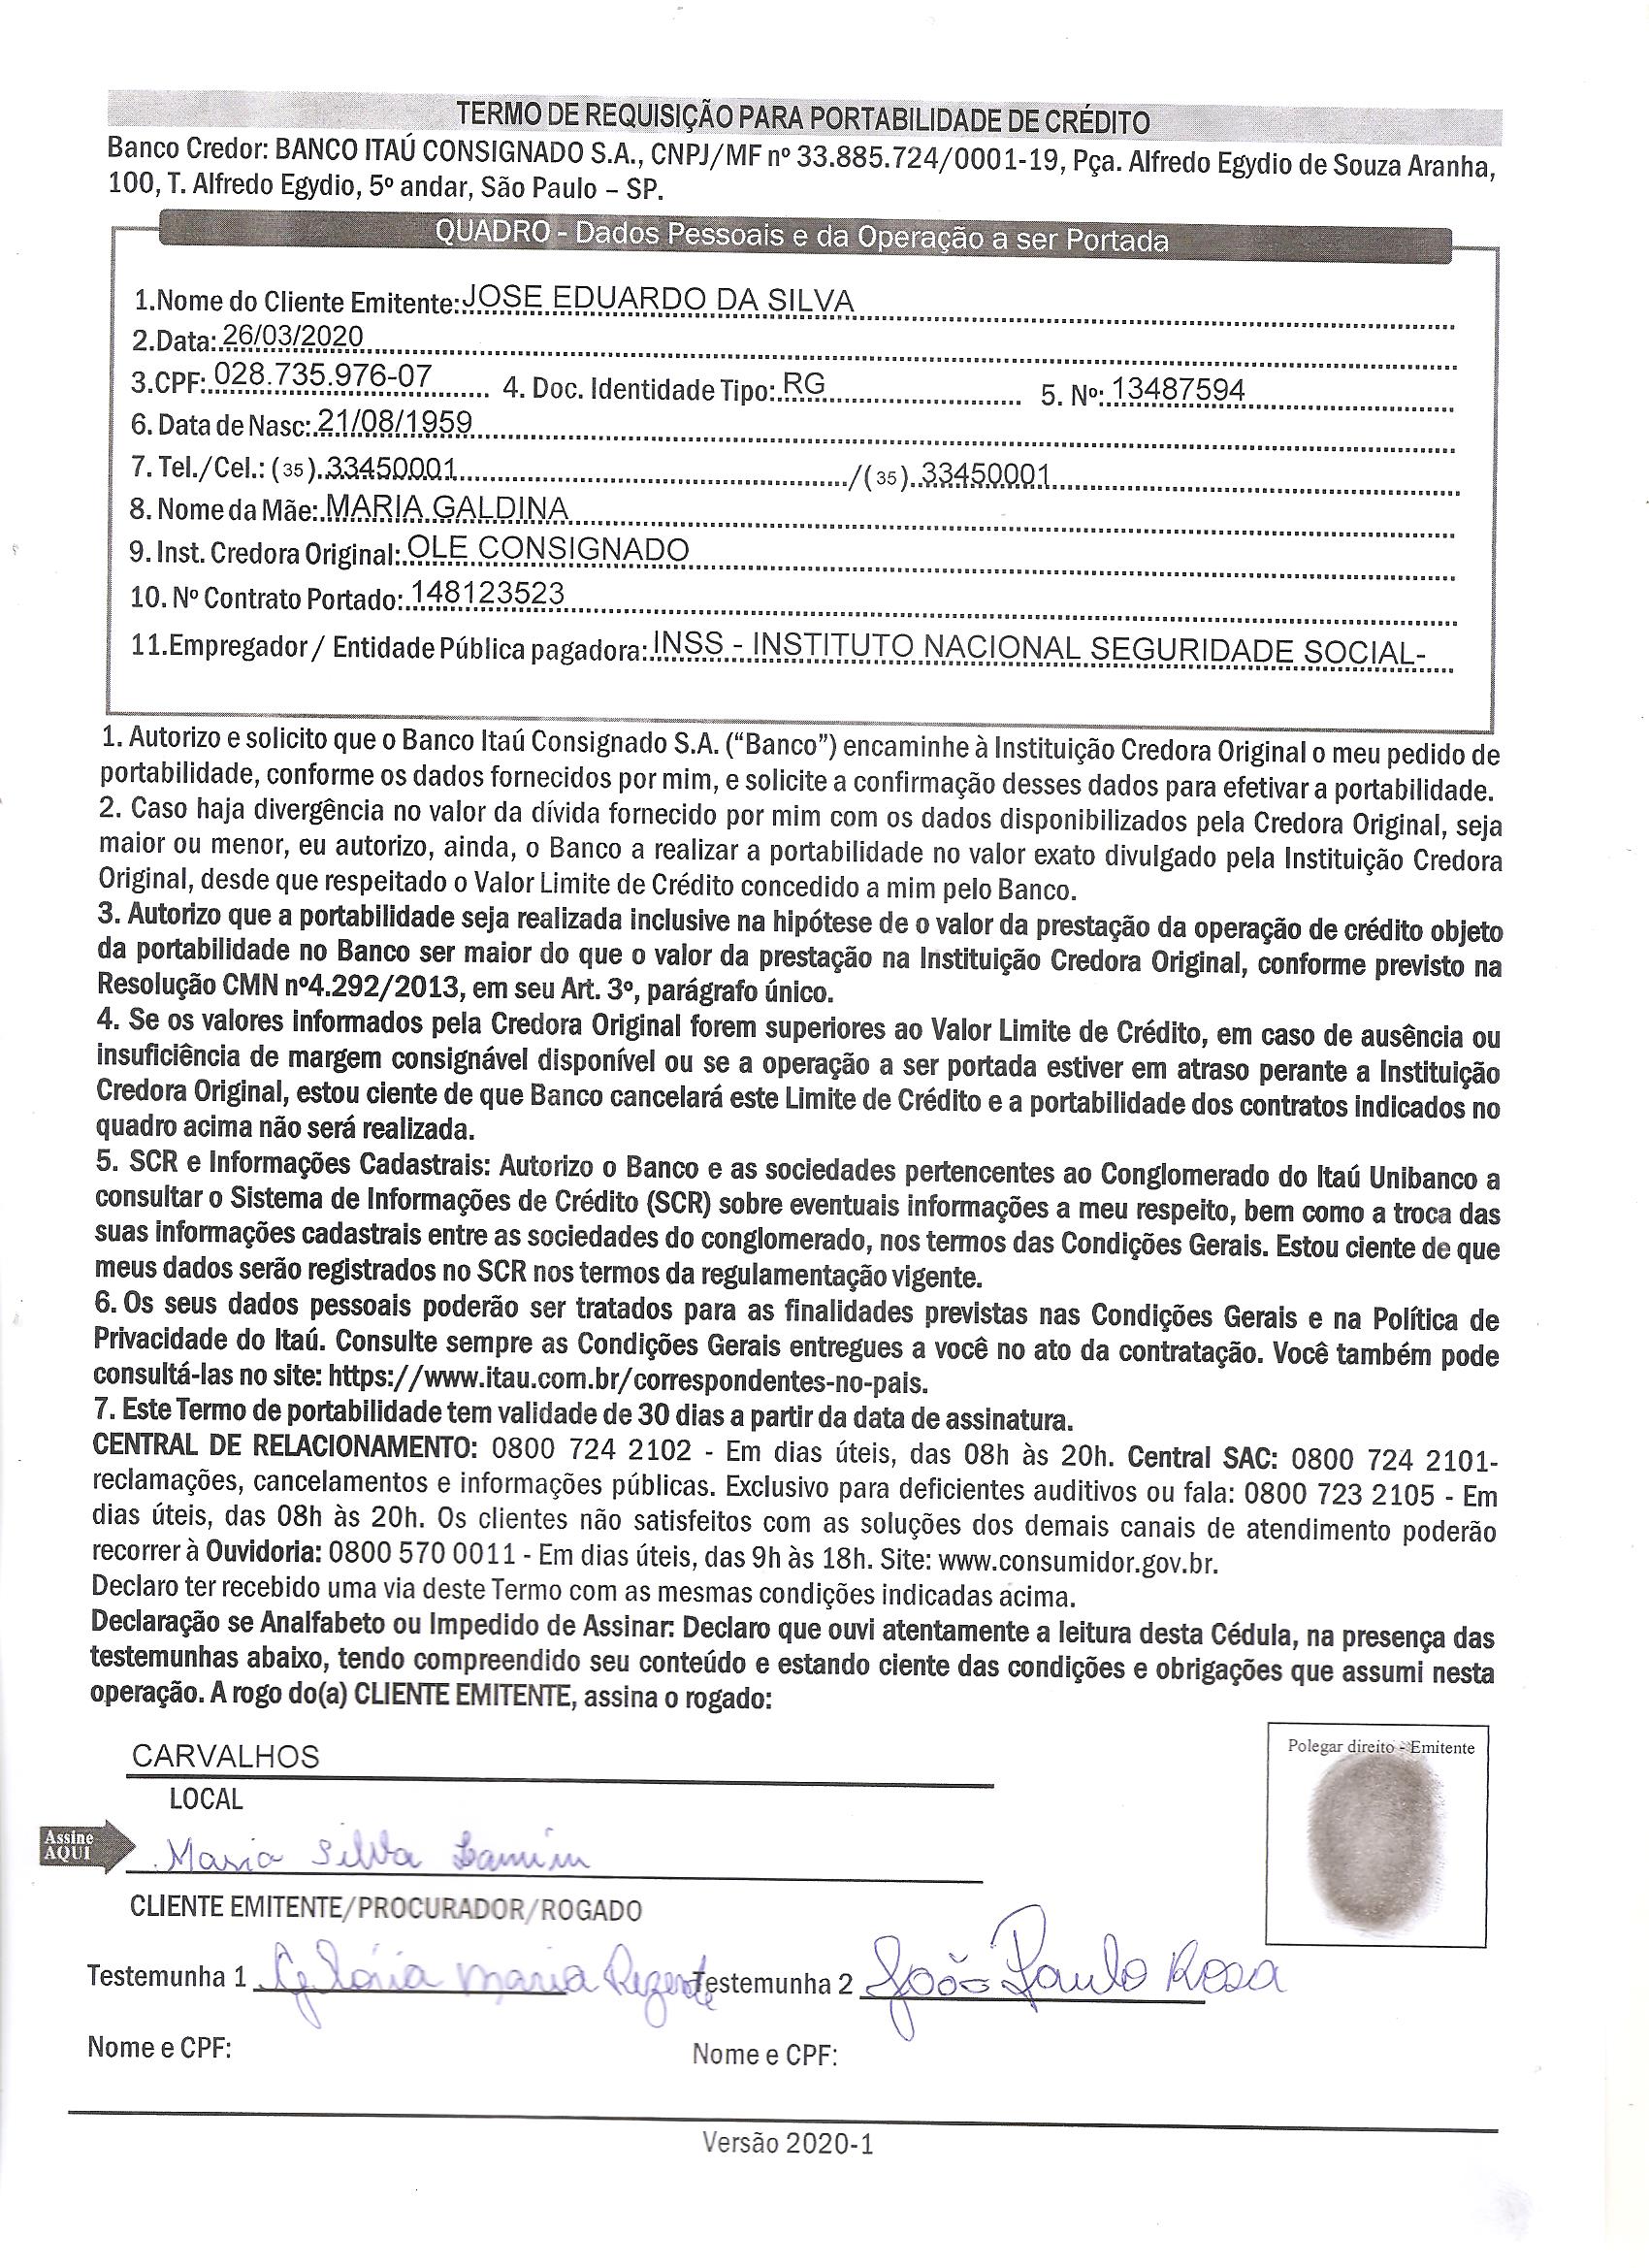 TERMO DE REQUISIÇÃO PARA PORTABILIDADE DE CRÉDITO
Banco Credor: BANCO ITAÚ CONSIGNADO S.A., CNPJ/MF nº 33.885.724/0001-19, Pça. Alfredo Egydio de Souza Aranha,
100, T. Alfredo Egydio, 5º andar, São Paulo – SP.
QUADRO - Dados Pessoais e da Operação a ser Portada
1.Nome do Cliente Emitente: JOSE EDUARDO DA SILVA
2.Data: 26/03/2020
3.CPF: 028.735.976-07 4. Doc. Identidade Tipo: RG 5. Nº: 13487594
6. Data de Nasc: 21/08/1959
7. Tel./Cel.: (35) 33450001 /(35) 33450001
8. Nome da Mãe: MARIA GALDINA
9. Inst. Credora Original: OLE CONSIGNADO
10. Nº Contrato Portado: 148123523
11.Empregador / Entidade Pública pagadora: INSS - INSTITUTO NACIONAL SEGURIDADE SOCIAL-
1. Autorizo e solicito que o Banco Itaú Consignado S.A. (“Banco”) encaminhe à Instituição Credora Original o meu pedido de
portabilidade, conforme os dados fornecidos por mim, e solicite a confirmação desses dados para efetivar a portabilidade.
2. Caso haja divergência no valor da dívida fornecido por mim com os dados disponibilizados pela Credora Original, seja
maior ou menor, eu autorizo, ainda, o Banco a realizar a portabilidade no valor exato divulgado pela Instituição Credora
Original, desde que respeitado o Valor Limite de Crédito concedido a mim pelo Banco.
3. Autorizo que a portabilidade seja realizada inclusive na hipótese de o valor da prestação da operação de crédito objeto
da portabilidade no Banco ser maior do que o valor da prestação na Instituição Credora Original, conforme previsto na
Resolução CMN nº4.292/2013, em seu Art. 3º, parágrafo único.
4. Se os valores informados pela Credora Original forem superiores ao Valor Limite de Crédito, em caso de ausência ou
insuficiência de margem consignável disponível ou se a operação a ser portada estiver em atraso perante a Instituição
Credora Original, estou ciente de que Banco cancelará este Limite de Crédito e a portabilidade dos contratos indicados no
quadro acima não será realizada.
5. SCR e Informações Cadastrais: Autorizo o Banco e as sociedades pertencentes ao Conglomerado do Itaú Unibanco a
consultar o Sistema de Informações de Crédito (SCR) sobre eventuais informações a meu respeito, bem como a troca das
suas informações cadastrais entre as sociedades do conglomerado, nos termos das Condições Gerais. Estou ciente de que
meus dados serão registrados no SCR nos termos da regulamentação vigente.
6. Os seus dados pessoais poderão ser tratados para as finalidades previstas nas Condições Gerais e na Política de
Privacidade do Itaú. Consulte sempre as Condições Gerais entregues a você no ato da contratação. Você também pode
consultá-las no site: https://www.itau.com.br/correspondentes-no-pais.
7. Este Termo de portabilidade tem validade de 30 dias a partir da data de assinatura.
CENTRAL DE RELACIONAMENTO: 0800 724 2102 - Em dias úteis, das 08h às 20h. Central SAC: 0800 724 2101-
reclamações, cancelamentos e informações públicas. Exclusivo para deficientes auditivos ou fala: 0800 723 2105 - Em
dias úteis, das 08h às 20h. Os clientes não satisfeitos com as soluções dos demais canais de atendimento poderão
recorrer à Ouvidoria: 0800 570 0011 - Em dias úteis, das 9h às 18h. Site: www.consumidor.gov.br.
Declaro ter recebido uma via deste Termo com as mesmas condições indicadas acima.
Declaração se Analfabeto ou Impedido de Assinar: Declaro que ouvi atentamente a leitura desta Cédula, na presença das
testemunhas abaixo, tendo compreendido seu conteúdo e estando ciente das condições e obrigações que assumi nesta
operação. A rogo do(a) CLIENTE EMITENTE, assina o rogado:
Polegar direito - Emitente
CARVALHOS
LOCAL
Assine
AQUI
Maria Silva
CLIENTE EMITENTE/PROCURADOR/ROGADO
Testemunha 1 Maria Testemunha 2 João Paulo Rosa
Nome e CPF: Nome e CPF:
Versão 2020-1